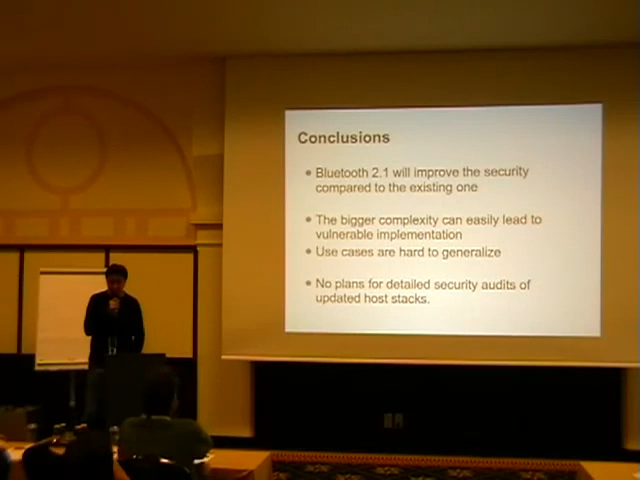 Conclusions
Bluetooth 2.1 will improve the security
compared to the existing one
The bigger complexity can easily lead to
vulnerable implementation
Use cases are hard to generalize
No plans for detailed security audits of
updated host stacks.